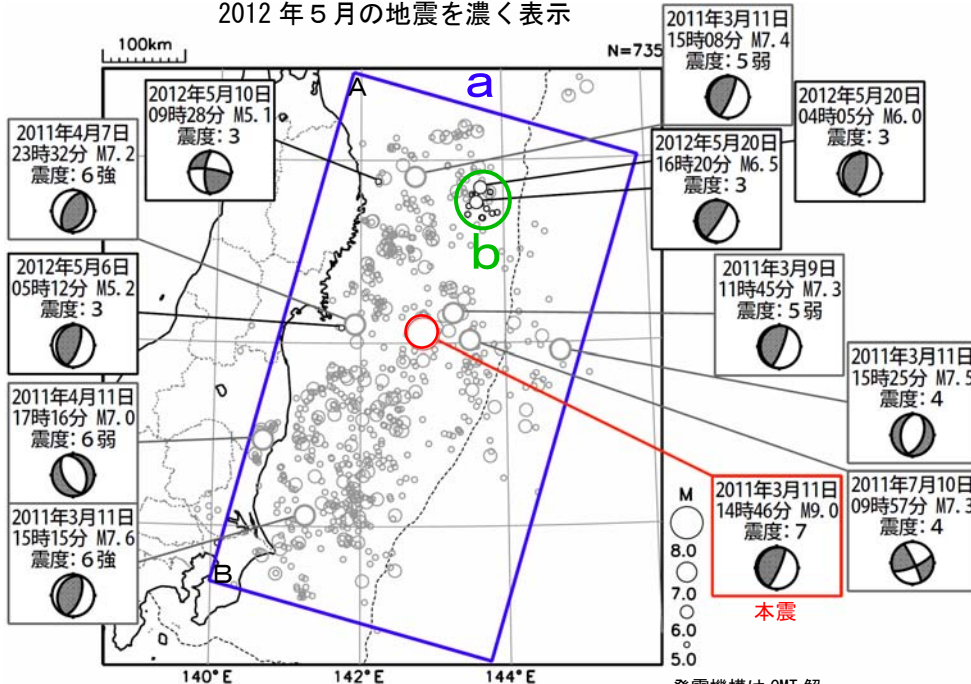 2012年5月の地震を濃く表示
100km
N=735
a
A
b
B
2011年3月11日
15時08分 M7.4
震度：5弱
2012年5月10日
09時28分 M5.1
震度：3
2012年5月20日
04時05分 M6.0
震度：3
2011年4月7日
23時32分 M7.2
震度：6強
2012年5月20日
16時20分 M6.5
震度：3
2012年5月6日
05時12分 M5.2
震度：3
2011年3月9日
11時45分 M7.3
震度：5弱
2011年3月11日
15時25分 M7.5
震度：4
2011年4月11日
17時16分 M7.0
震度：6弱
2011年3月11日
14時46分 M9.0
震度：7
本震
2011年7月10日
09時57分 M7.3
震度：4
2011年3月11日
15時15分 M7.6
震度：6強
M
8.0
7.0
6.0
5.0
140°E
142°E
144°E